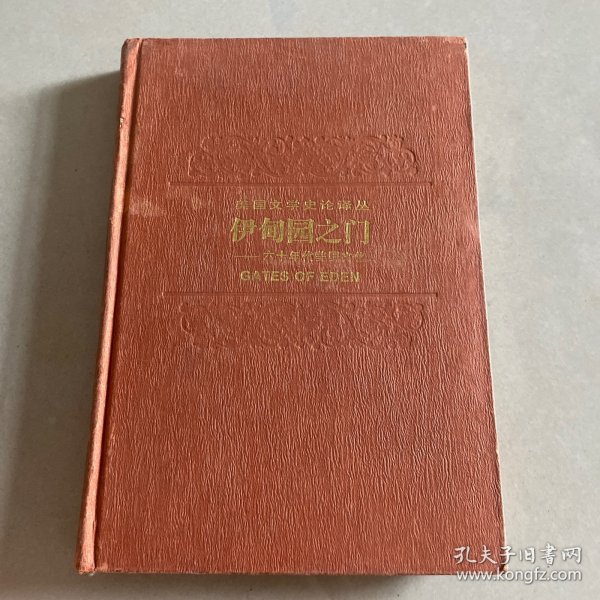 美国文学史论译丛
伊甸园之门
——六十年代美国文化
GATES OF EDEN
孔夫子旧書网
www.kongfz.com